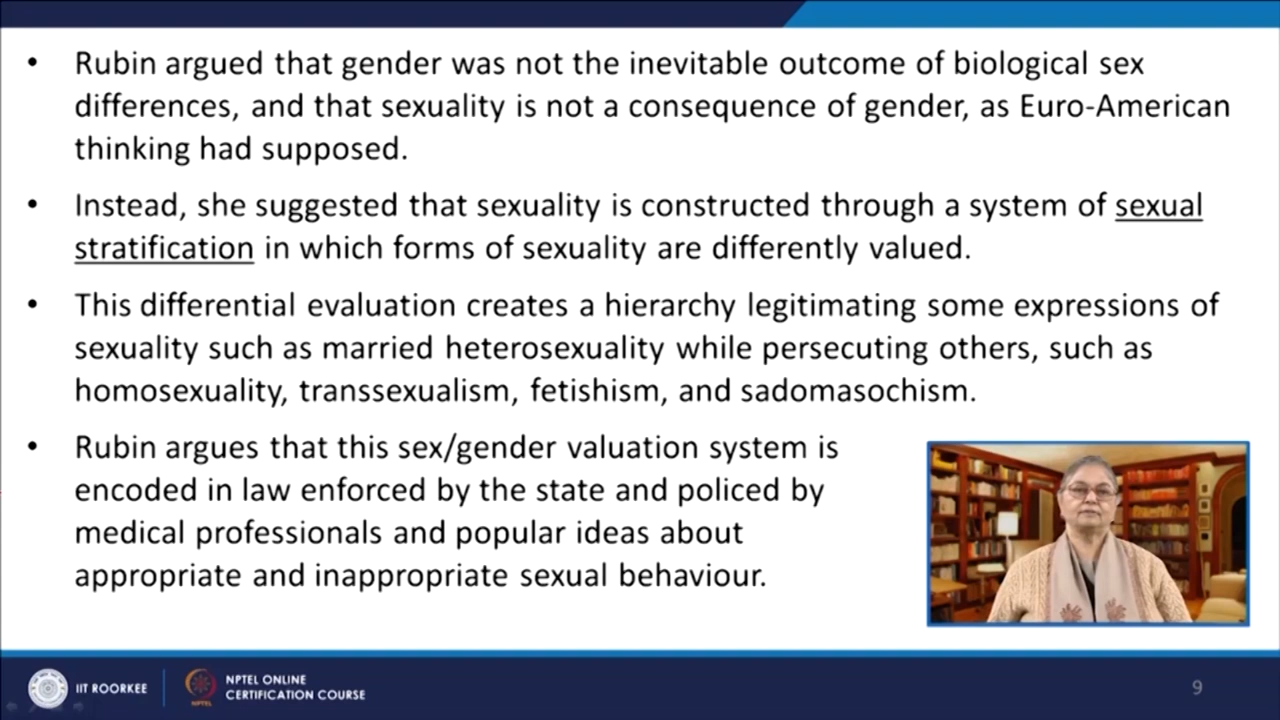 • Rubin argued that gender was not the inevitable outcome of biological sex
differences, and that sexuality is not a consequence of gender, as Euro-American
thinking had supposed.
• Instead, she suggested that sexuality is constructed through a system of sexual
stratification in which forms of sexuality are differently valued.
• This differential evaluation creates a hierarchy legitimating some expressions of
sexuality such as married heterosexuality while persecuting others, such as
homosexuality, transsexualism, fetishism, and sadomasochism.
• Rubin argues that this sex/gender valuation system is
encoded in law enforced by the state and policed by
medical professionals and popular ideas about
appropriate and inappropriate sexual behaviour.
IIT ROORKEE
NPTEL
NPTEL ONLINE
CERTIFICATION COURSE
9